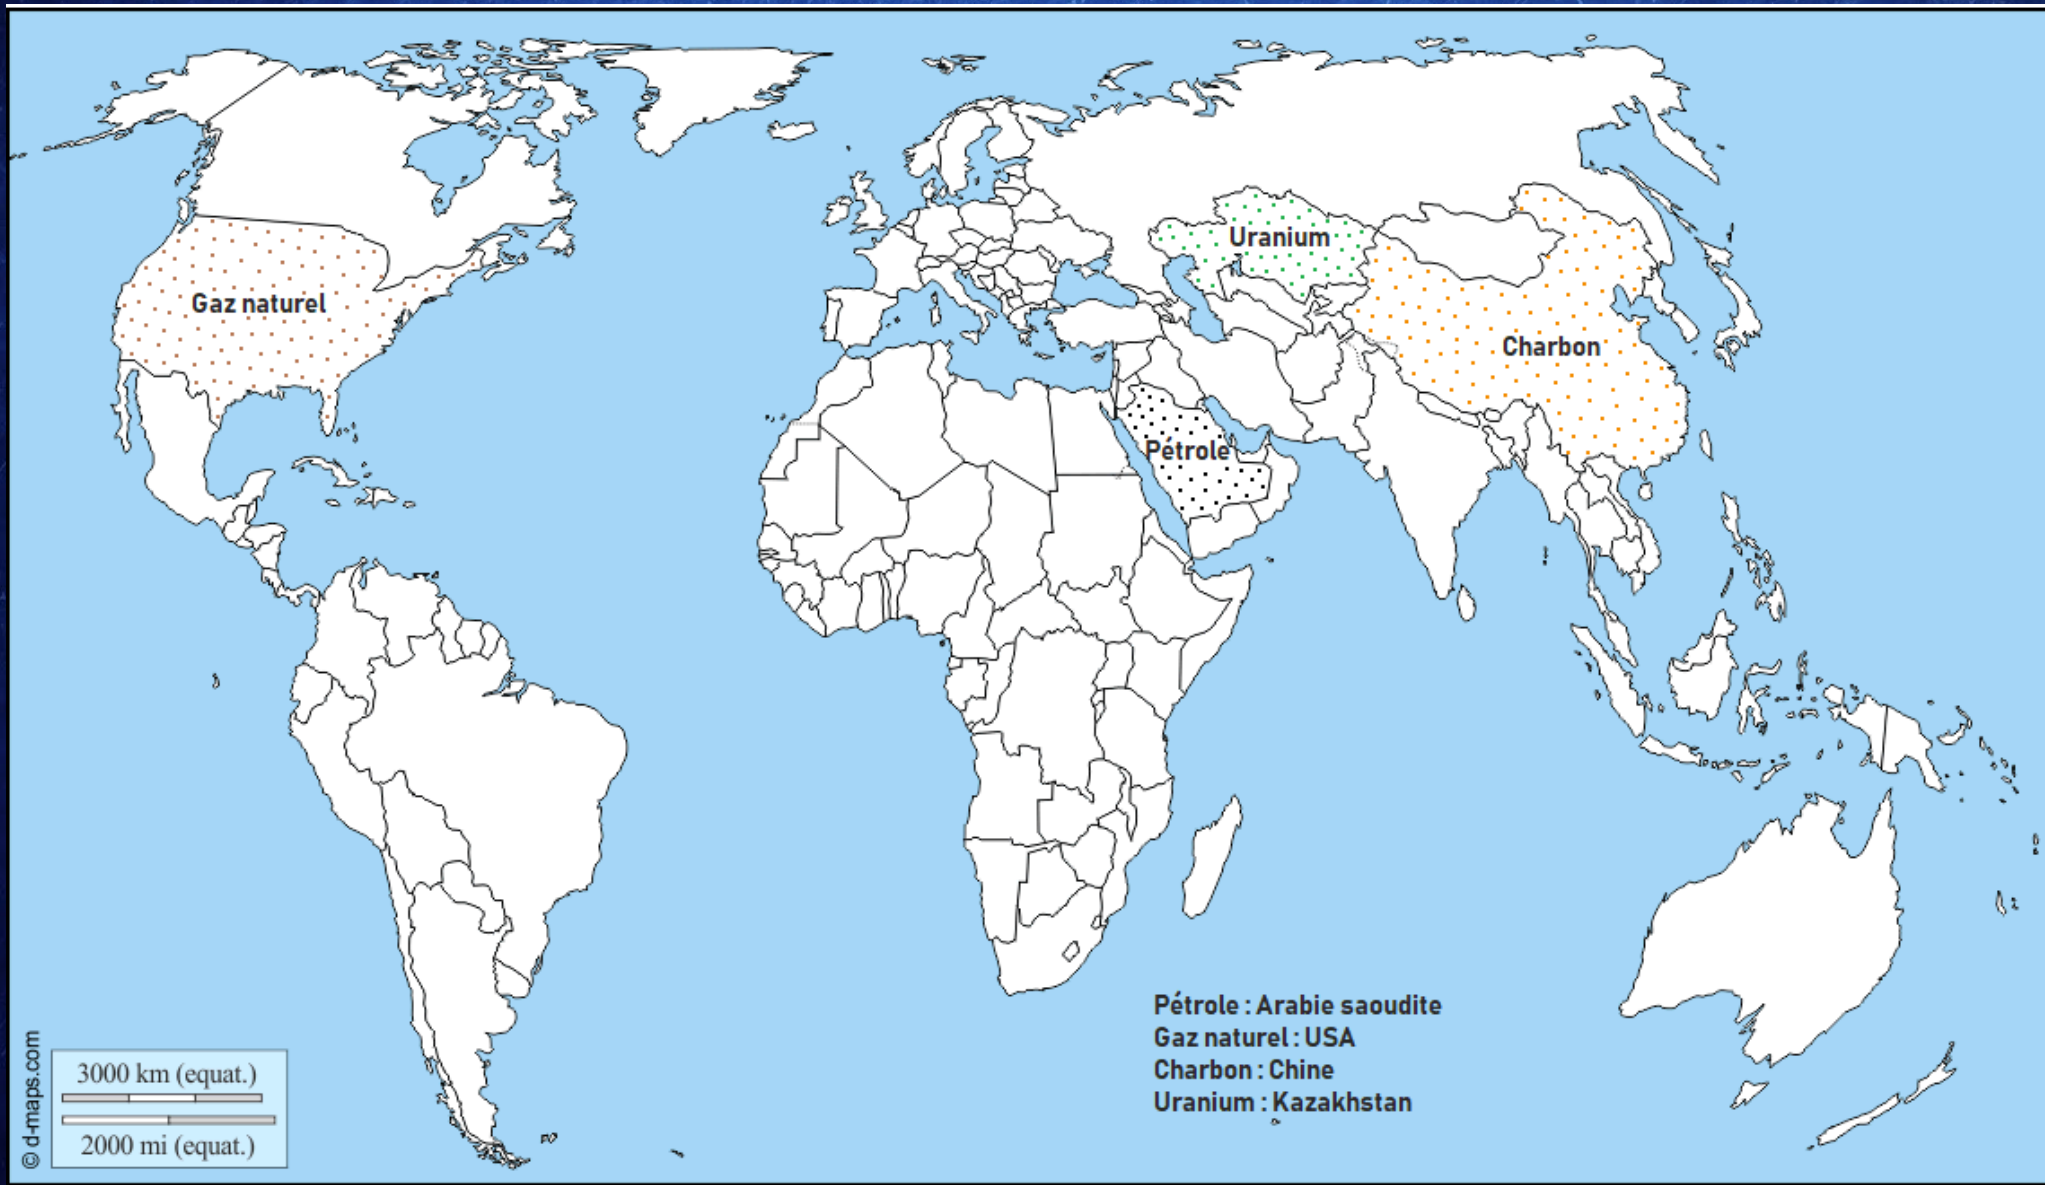 Gaz naturel
Uranium
Charbon
Pétrole
Pétrole : Arabie saoudite
Gaz naturel : USA
Charbon : Chine
Uranium : Kazakhstan
3000 km (equat.)
2000 mi (equat.)
© d-maps.com